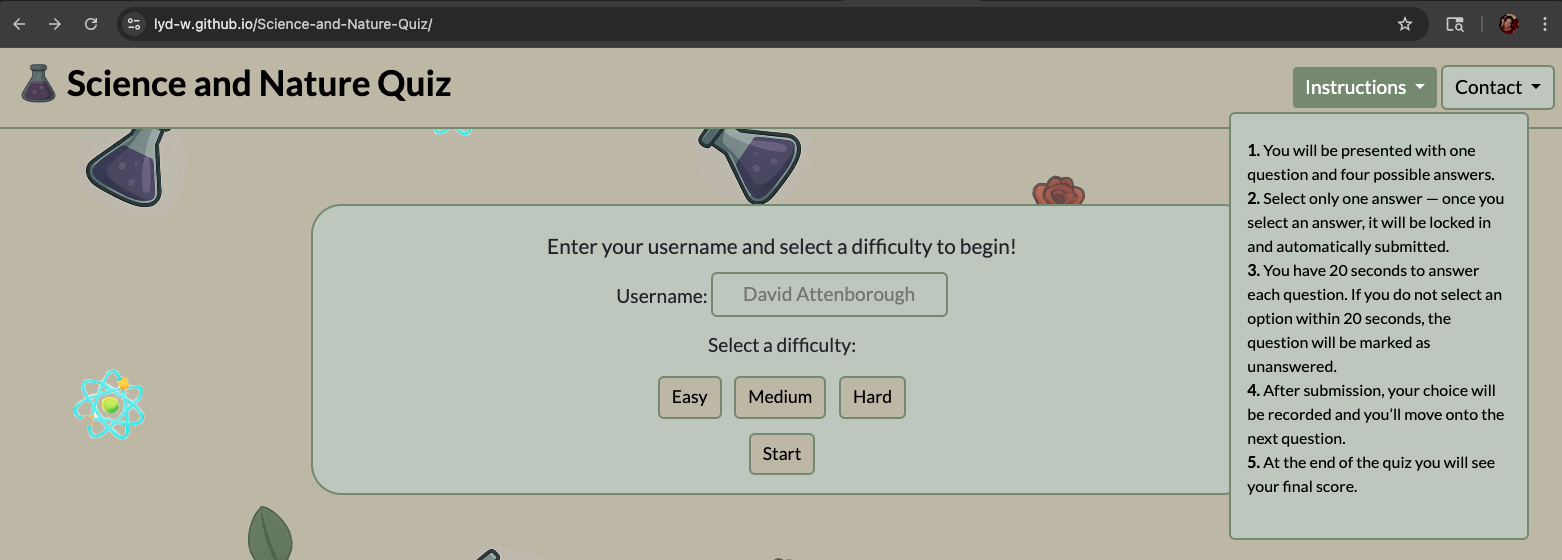 lyd-w.github.io/Science-and-Nature-Quiz/
Science and Nature Quiz
Instructions
Contact
Enter your username and select a difficulty to begin!
Username: David Attenborough
Select a difficulty:
Easy Medium Hard
Start
1. You will be presented with one
question and four possible answers.
2. Select only one answer — once you
select an answer, it will be locked in
and automatically submitted.
3. You have 20 seconds to answer
each question. If you do not select an
option within 20 seconds, the
question will be marked as
unanswered.
4. After submission, your choice will
be recorded and you’ll move onto the
next question.
5. At the end of the quiz you will see
your final score.